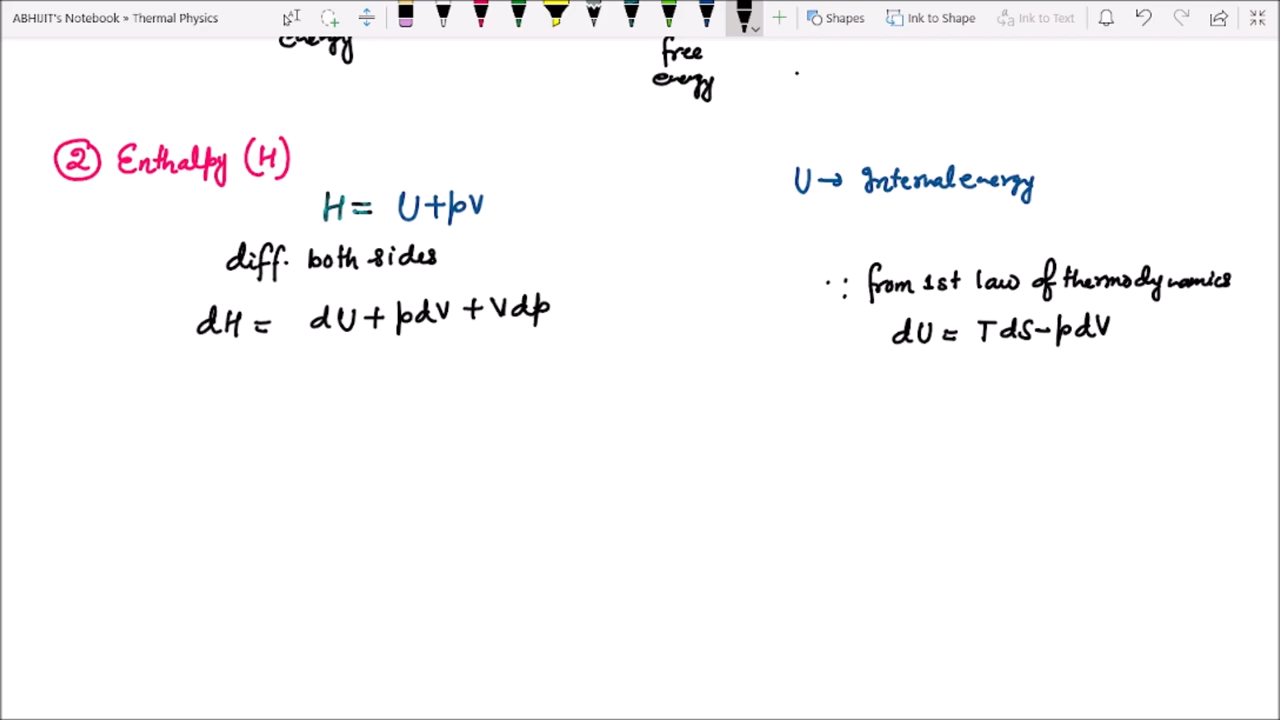 ABHIJIT's Notebook » Thermal Physics
Shapes
Ink to Shape
Ink to Text
energy
free
energy
② Enthalpy (H)
U → Internal energy
H = U+pV
diff. both sides
∵ from 1st law of thermodynamics
dH = dU + pdV + Vdp
dU = TdS - pdV